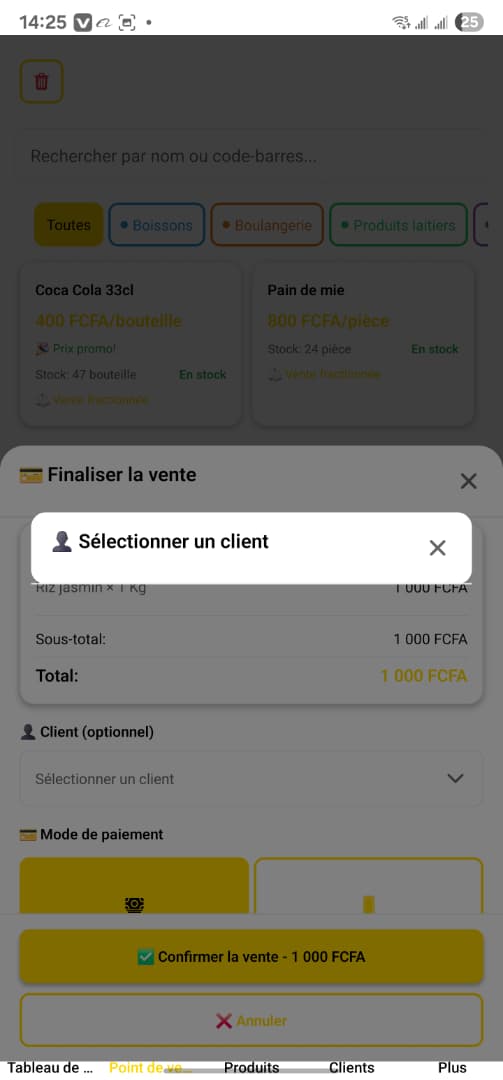 14:25
25
Rechercher par nom ou code-barres...
Toutes
Boissons
Boulangerie
Produits laitiers
Coca Cola 33cl
400 FCFA/bouteille
Prix promo!
Stock: 47 bouteille
En stock
Vente fractionnée
Pain de mie
800 FCFA/pièce
Stock: 24 pièce
En stock
Vente fractionnée
Finaliser la vente
Sélectionner un client
Riz jasmin × 1 Kg
1 000 FCFA
Sous-total:
1 000 FCFA
Total:
1 000 FCFA
Client (optionnel)
Sélectionner un client
Mode de paiement
Confirmer la vente - 1 000 FCFA
Annuler
Tableau de ...
Point de ve...
Produits
Clients
Plus